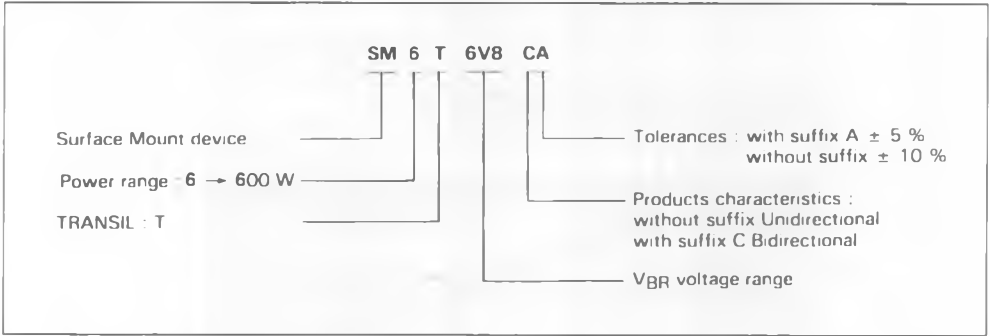 SM 6 T 6V8 CA
Surface Mount device
Power range 6 → 600 W
TRANSIL : T
Tolerances : with suffix A ± 5 %
without suffix ± 10 %
Products characteristics :
without suffix Unidirectional
with suffix C Bidirectional
VBR voltage range